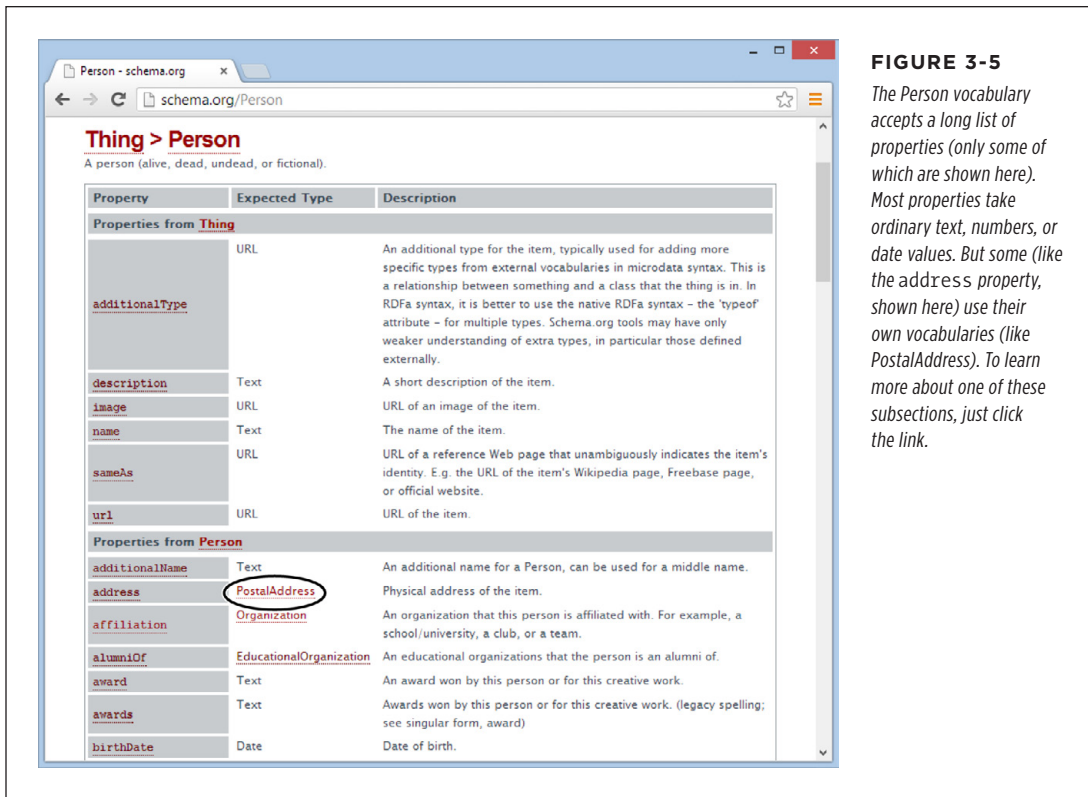 Person - schema.org
schema.org/Person
Thing > Person
A person (alive, dead, undead, or fictional).
Property Expected Type Description
Properties from Thing
additionalType URL An additional type for the item, typically used for adding more
specific types from external vocabularies in microdata syntax. This is
a relationship between something and a class that the thing is in. In
RDFa syntax, it is better to use the native RDFa syntax – the 'typeof'
attribute – for multiple types. Schema.org tools may have only
weaker understanding of extra types, in particular those defined
externally.
description Text A short description of the item.
image URL URL of an image of the item.
name Text The name of the item.
sameAs URL URL of a reference Web page that unambiguously indicates the item's
identity. E.g. the URL of the item's Wikipedia page, Freebase page,
or official website.
url URL URL of the item.
Properties from Person
additionalName Text An additional name for a Person, can be used for a middle name.
address PostalAddress Physical address of the item.
affiliation Organization An organization that this person is affiliated with. For example, a
school/university, a club, or a team.
alumniOf EducationalOrganization An educational organizations that the person is an alumni of.
award Text An award won by this person or for this creative work.
awards Text Awards won by this person or for this creative work. (legacy spelling;
see singular form, award)
birthDate Date Date of birth.
FIGURE 3-5
The Person vocabulary
accepts a long list of
properties (only some of
which are shown here).
Most properties take
ordinary text, numbers, or
date values. But some (like
the address property,
shown here) use their
own vocabularies (like
PostalAddress). To learn
more about one of these
subsections, just click
the link.